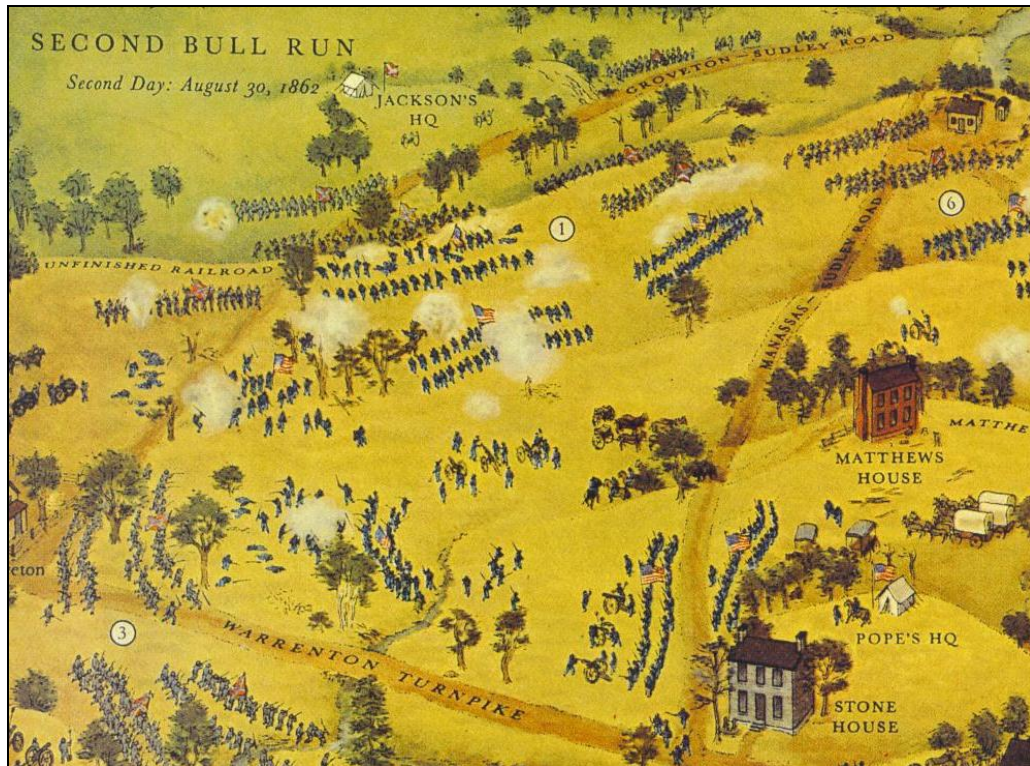 SECOND BULL RUN
Second Day: August 30, 1862
JACKSON'S
HQ
GROVETON - SUDLEY ROAD
1
6
UNFINISHED RAILROAD
MANASSAS - SUDLEY ROAD
MATTHEWS
HOUSE
MATTHE
eton
3
WARRENTON TURNPIKE
POPE'S HQ
STONE
HOUSE